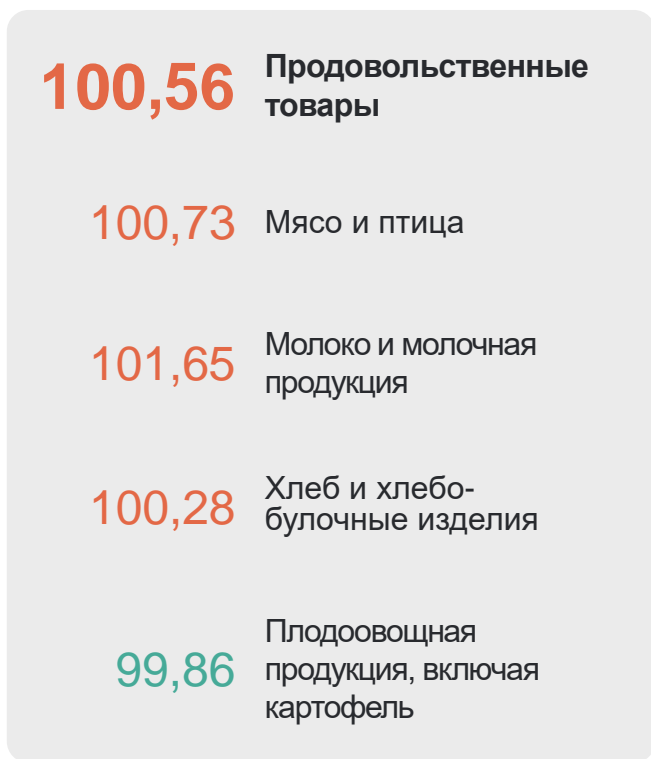 100,56 Продовольственные
товары
100,73 Мясо и птица
101,65 Молоко и молочная
продукция
100,28 Хлеб и хлебо-
булочные изделия
99,86 Плодоовощная
продукция, включая
картофель